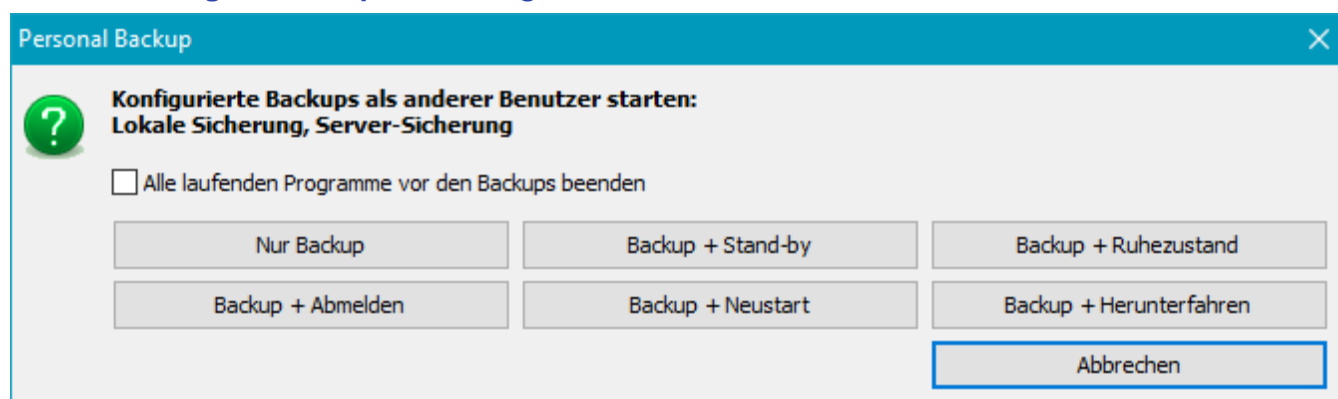 Personal Backup
Konfigurierte Backups als anderer Benutzer starten:
Lokale Sicherung, Server-Sicherung
Alle laufenden Programme vor den Backups beenden
Nur Backup
Backup + Stand-by
Backup + Ruhezustand
Backup + Abmelden
Backup + Neustart
Backup + Herunterfahren
Abbrechen